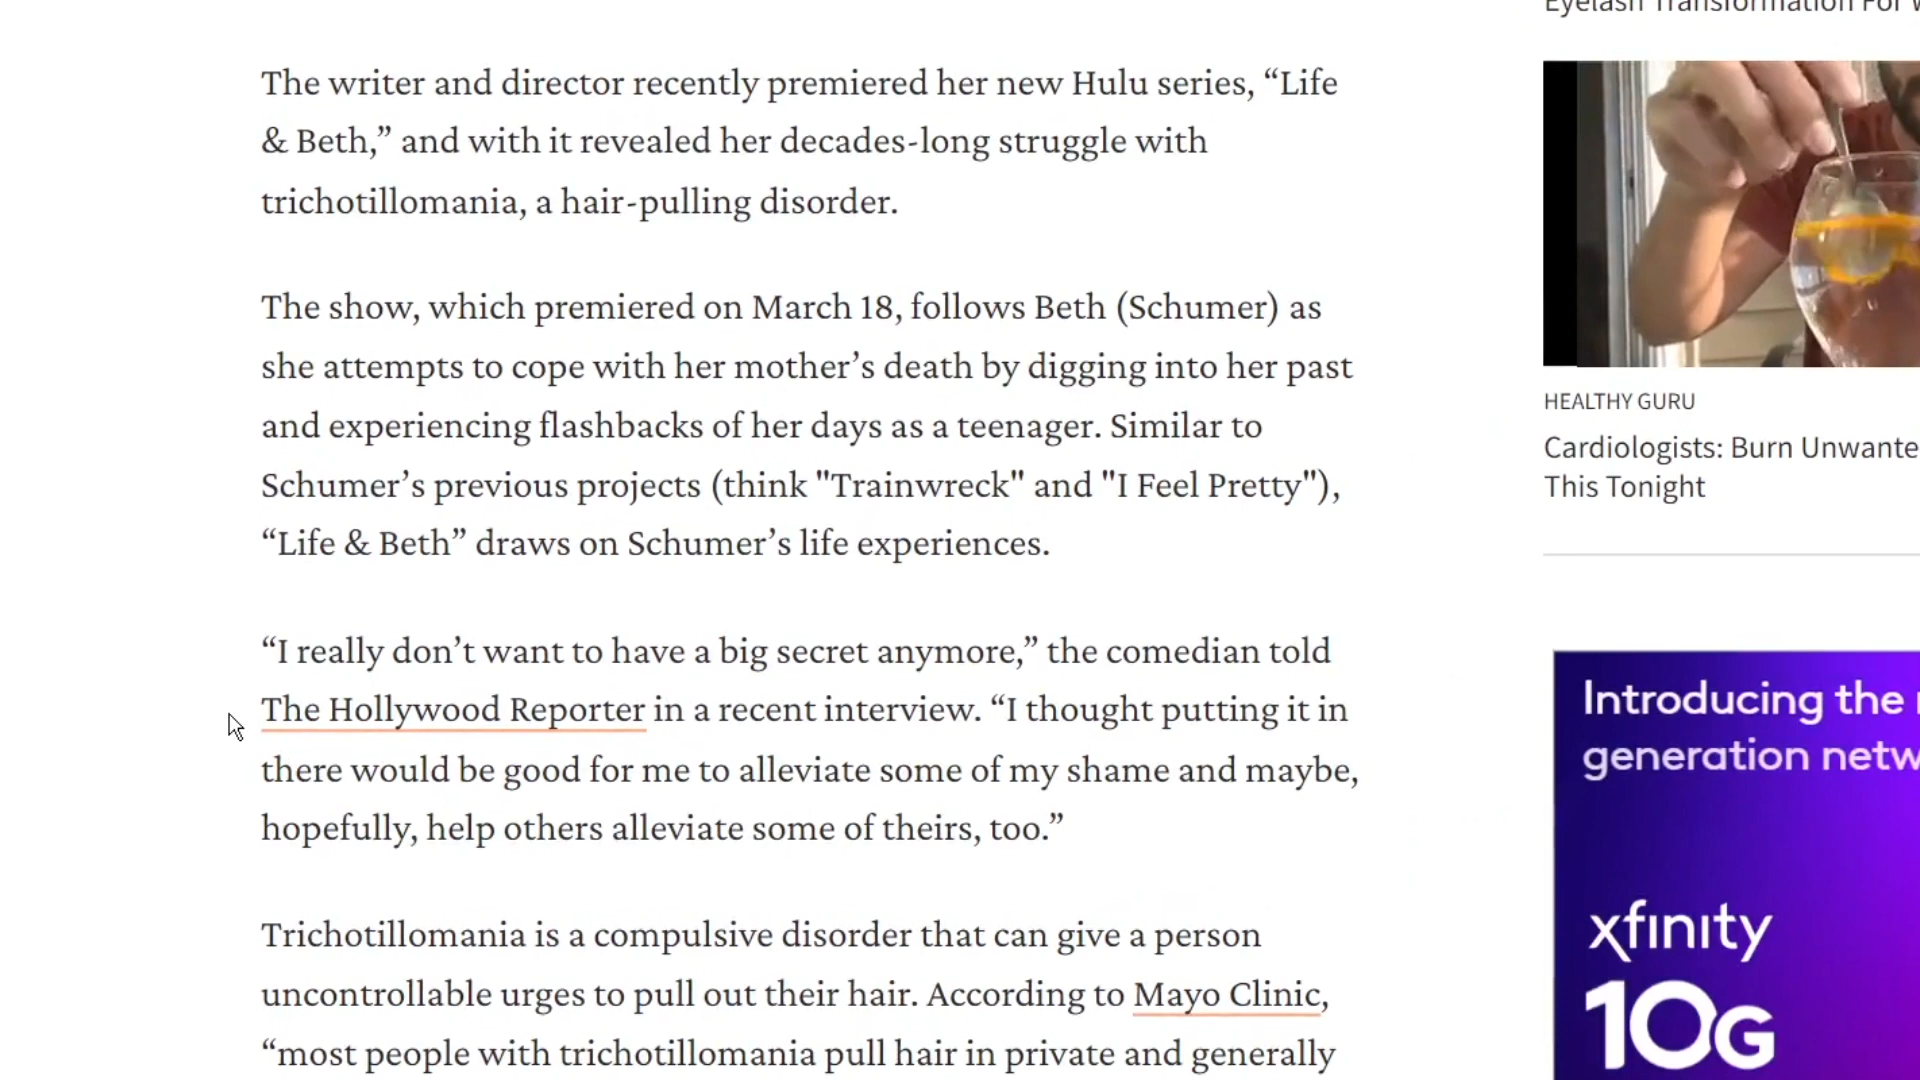 The writer and director recently premiered her new Hulu series, “Life
& Beth,” and with it revealed her decades-long struggle with
trichotillomania, a hair-pulling disorder.
The show, which premiered on March 18, follows Beth (Schumer) as
she attempts to cope with her mother’s death by digging into her past
and experiencing flashbacks of her days as a teenager. Similar to
Schumer’s previous projects (think "Trainwreck" and "I Feel Pretty"),
“Life & Beth” draws on Schumer’s life experiences.
“I really don’t want to have a big secret anymore,” the comedian told
The Hollywood Reporter in a recent interview. “I thought putting it in
there would be good for me to alleviate some of my shame and maybe,
hopefully, help others alleviate some of theirs, too.”
Trichotillomania is a compulsive disorder that can give a person
uncontrollable urges to pull out their hair. According to Mayo Clinic,
“most people with trichotillomania pull hair in private and generally
Eyelash Transformation For
HEALTHY GURU
Cardiologists: Burn Unwante
This Tonight
Introducing the
generation netw
xfinity
10G